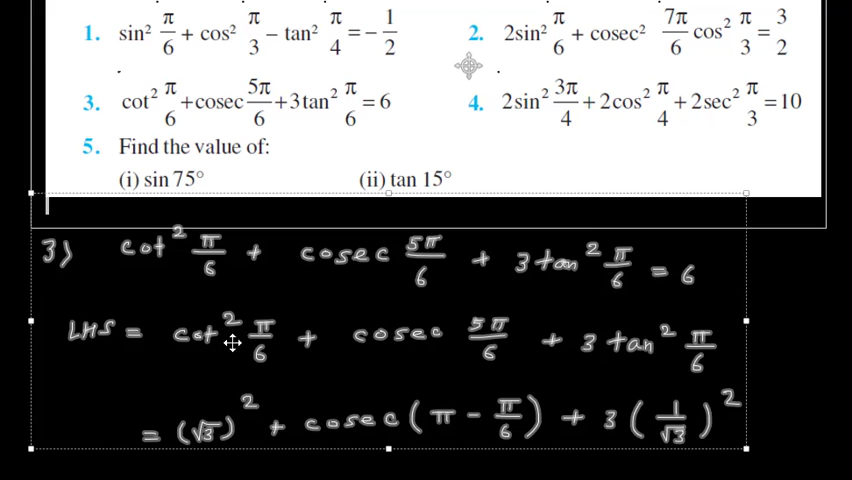 1. sin² π/6 + cos² π/3 − tan² π/4 = −1/2 2. 2sin² π/6 + cosec² 7π/6 cos² π/3 = 3/2
3. cot² π/6 + cosec 5π/6 + 3tan² π/6 = 6 4. 2sin² 3π/4 + 2cos² π/4 + 2sec² π/3 = 10
5. Find the value of:
(i) sin 75° (ii) tan 15°
3) cot² π/6 + cosec 5π/6 + 3 tan² π/6 = 6
LHS = cot² π/6 + cosec 5π/6 + 3 tan² π/6
= (√3)² + cosec (π − π/6) + 3 (1/√3)²